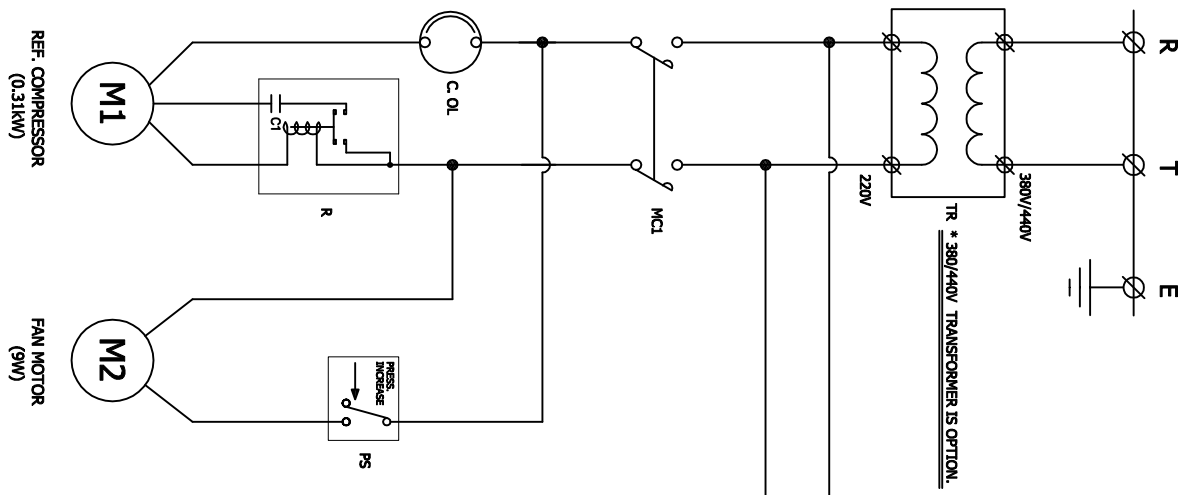 R
T
E
380V/440V
TR * 380/440V TRANSFORMER IS OPTION.
220V
MC1
C. OL
C1
R
PRESS.
INCREASE
PS
M1
REF. COMPRESSOR
(0.31kW)
M2
FAN MOTOR
(9W)